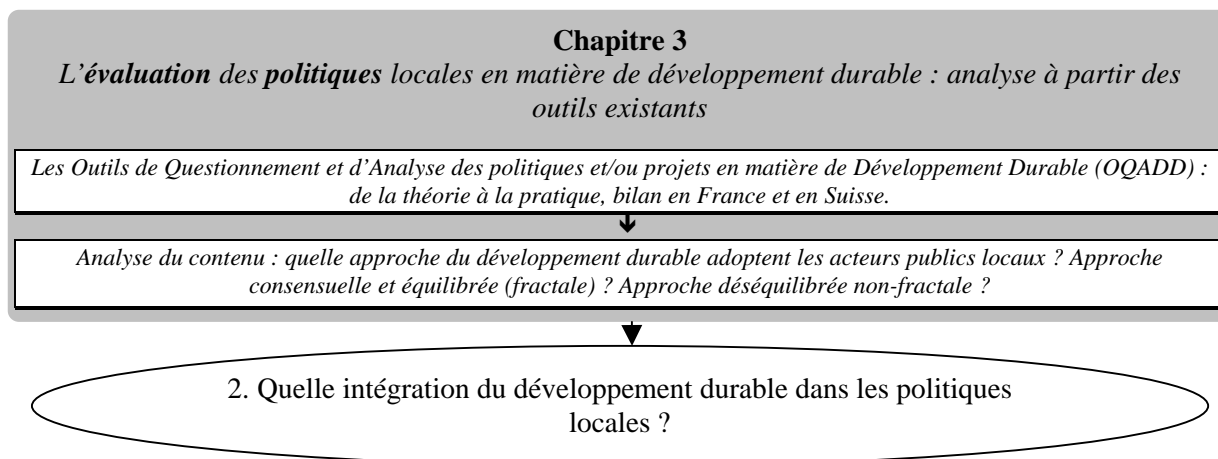 Chapitre 3
L'évaluation des politiques locales en matière de développement durable : analyse à partir des
outils existants
Les Outils de Questionnement et d'Analyse des politiques et/ou projets en matière de Développement Durable (OQADD) :
de la théorie à la pratique, bilan en France et en Suisse.
Analyse du contenu : quelle approche du développement durable adoptent les acteurs publics locaux ? Approche
consensuelle et équilibrée (fractale) ? Approche déséquilibrée non-fractale ?
2. Quelle intégration du développement durable dans les politiques
locales ?